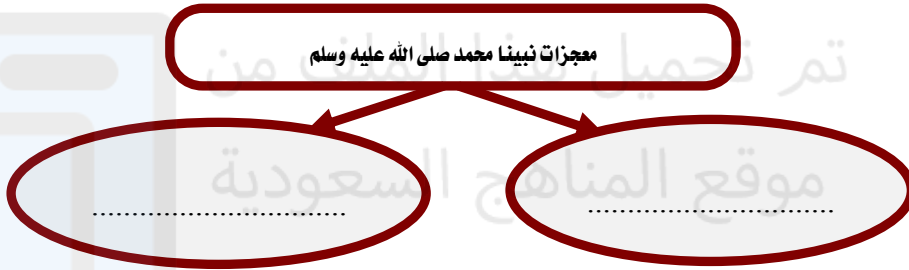 معجزات نبينا محمد صلى الله عليه وسلم
تم تحميل هذا الملف من
موقع المناهج السعودية
..............................
..............................